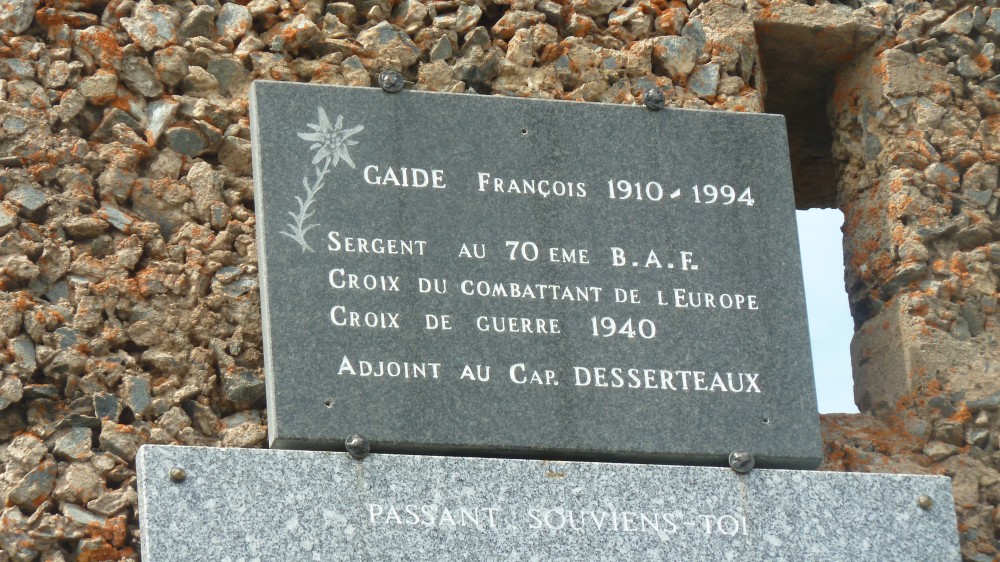 GAIDE FRANÇOIS 1910 - 1994
SERGENT AU 70 EME B.A.F.
CROIX DU COMBATTANT DE L EUROPE
CROIX DE GUERRE 1940
ADJOINT AU CAP. DESSERTEAUX
PASSANT SOUVIENS-TOI